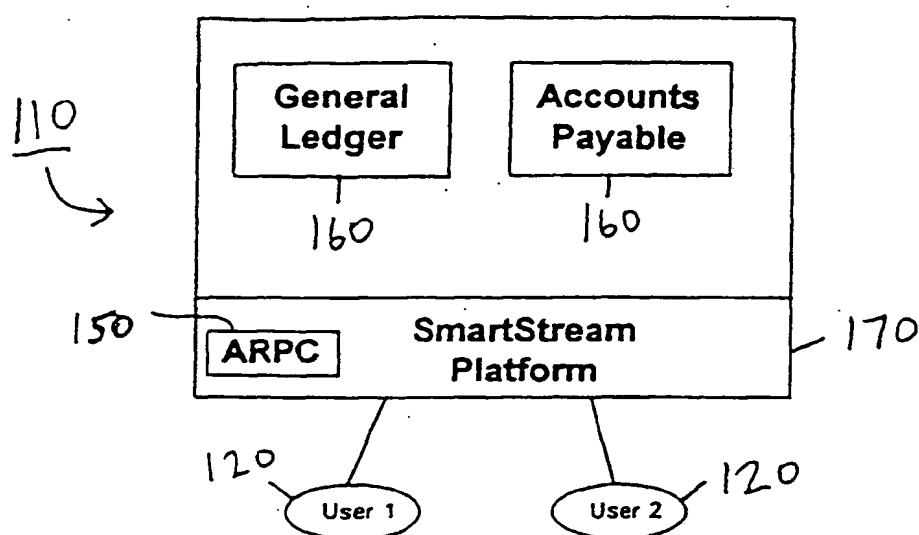 General
Ledger
Accounts
Payable
110
160
160
150
ARPC
SmartStream
Platform
170
120
User 1
User 2
120